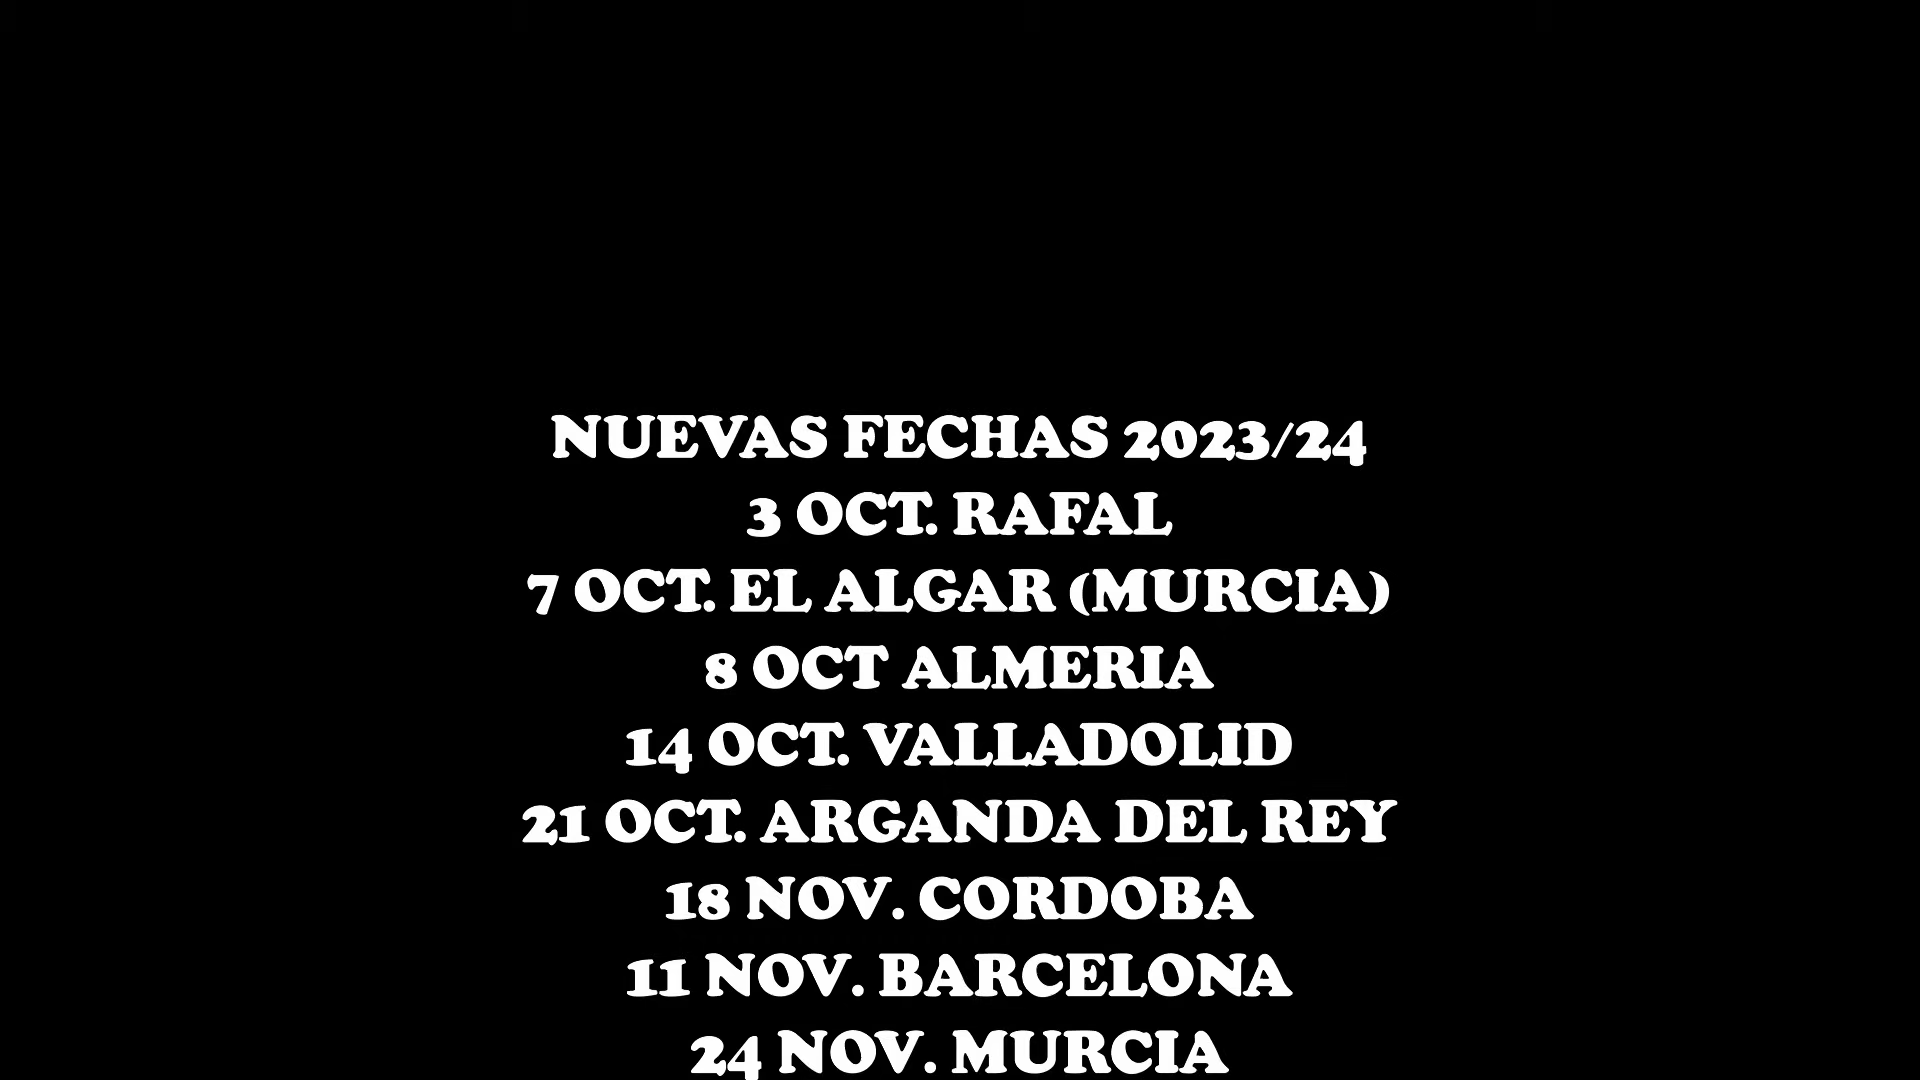 NUEVAS FECHAS 2023/24
3 OCT. RAFAL
7 OCT. EL ALGAR (MURCIA)
8 OCT ALMERIA
14 OCT. VALLADOLID
21 OCT. ARGANDA DEL REY
18 NOV. CORDOBA
11 NOV. BARCELONA
24 NOV. MURCIA